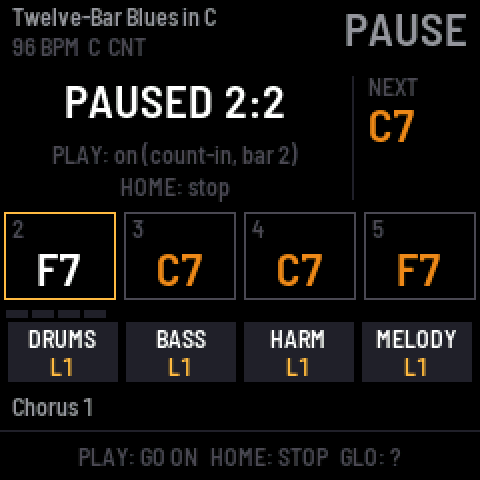 Twelve-Bar Blues in C
96 BPM C CNT
PAUSE
PAUSED 2:2
PLAY: on (count-in, bar 2)
HOME: stop
NEXT
C7
2
F7
3
C7
4
C7
5
F7
DRUMS
L1
BASS
L1
HARM
L1
MELODY
L1
Chorus 1
PLAY: GO ON HOME: STOP GLO: ?